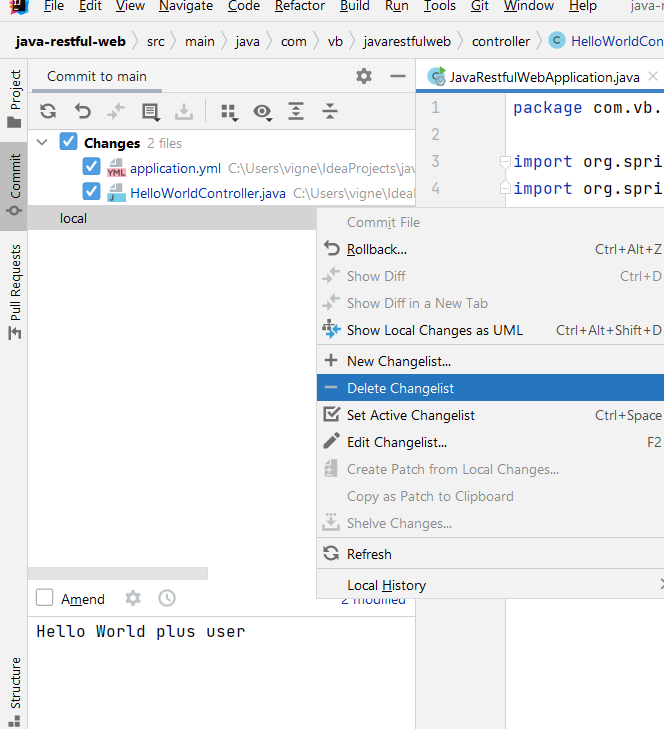 File Edit View Navigate Code Refactor Build Run Tools Git Window Help java-r
java-restful-web src main java com vb javarestfulweb controller HelloWorldCont
Project
Commit
Pull Requests
Structure
Commit to main
Changes 2 files
application.yml C:\Users\vigne\IdeaProjects\jav
HelloWorldController.java C:\Users\vigne\IdeaP
local
Amend
2 modified
Hello World plus user
JavaRestfulWebApplication.java
1 package com.vb.
2
3 import org.spri
4 import org.spri
Commit File
Rollback... Ctrl+Alt+Z
Show Diff Ctrl+D
Show Diff in a New Tab
Show Local Changes as UML Ctrl+Alt+Shift+D
New Changelist...
Delete Changelist
Set Active Changelist Ctrl+Space
Edit Changelist... F2
Create Patch from Local Changes...
Copy as Patch to Clipboard
Shelve Changes...
Refresh
Local History